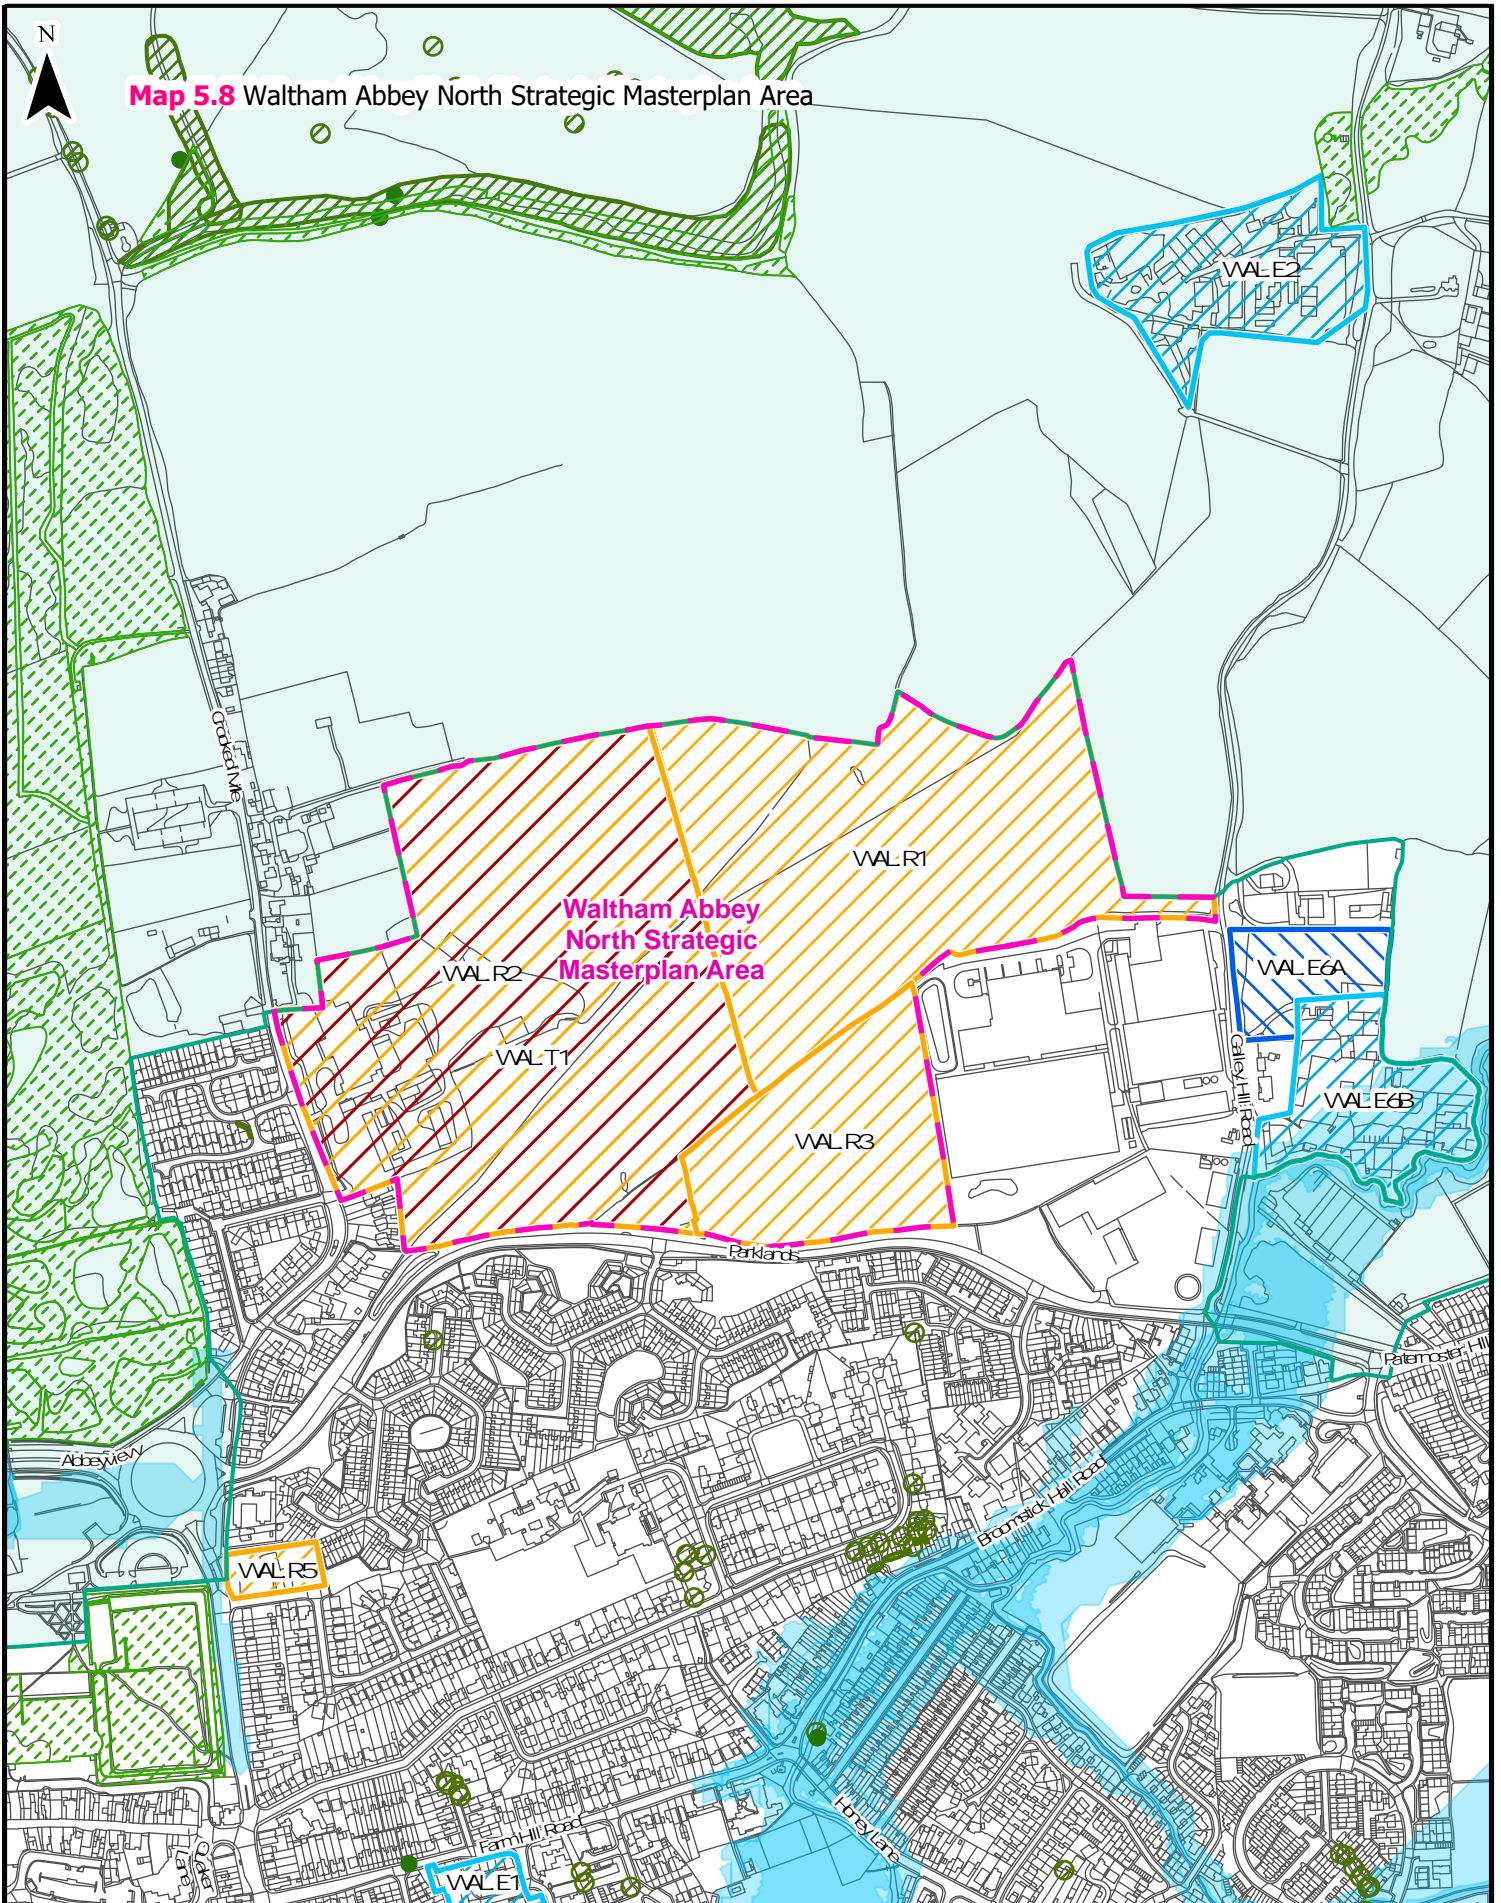 N
Map 5.8 Waltham Abbey North Strategic Masterplan Area
WAL.E2
Crooked Mile
WAL.R1
Waltham Abbey
North Strategic
Masterplan Area
WAL.R2
WAL.E6A
WAL.T1
Galley Hill Road
WAL.E6B
WAL.R3
Parklands
Paternoster Hill
Abbeyview
Broomstick Hall Road
WAL.R5
Honey Lane
Farm Hill Road
Quaker
Lane
WAL.E1